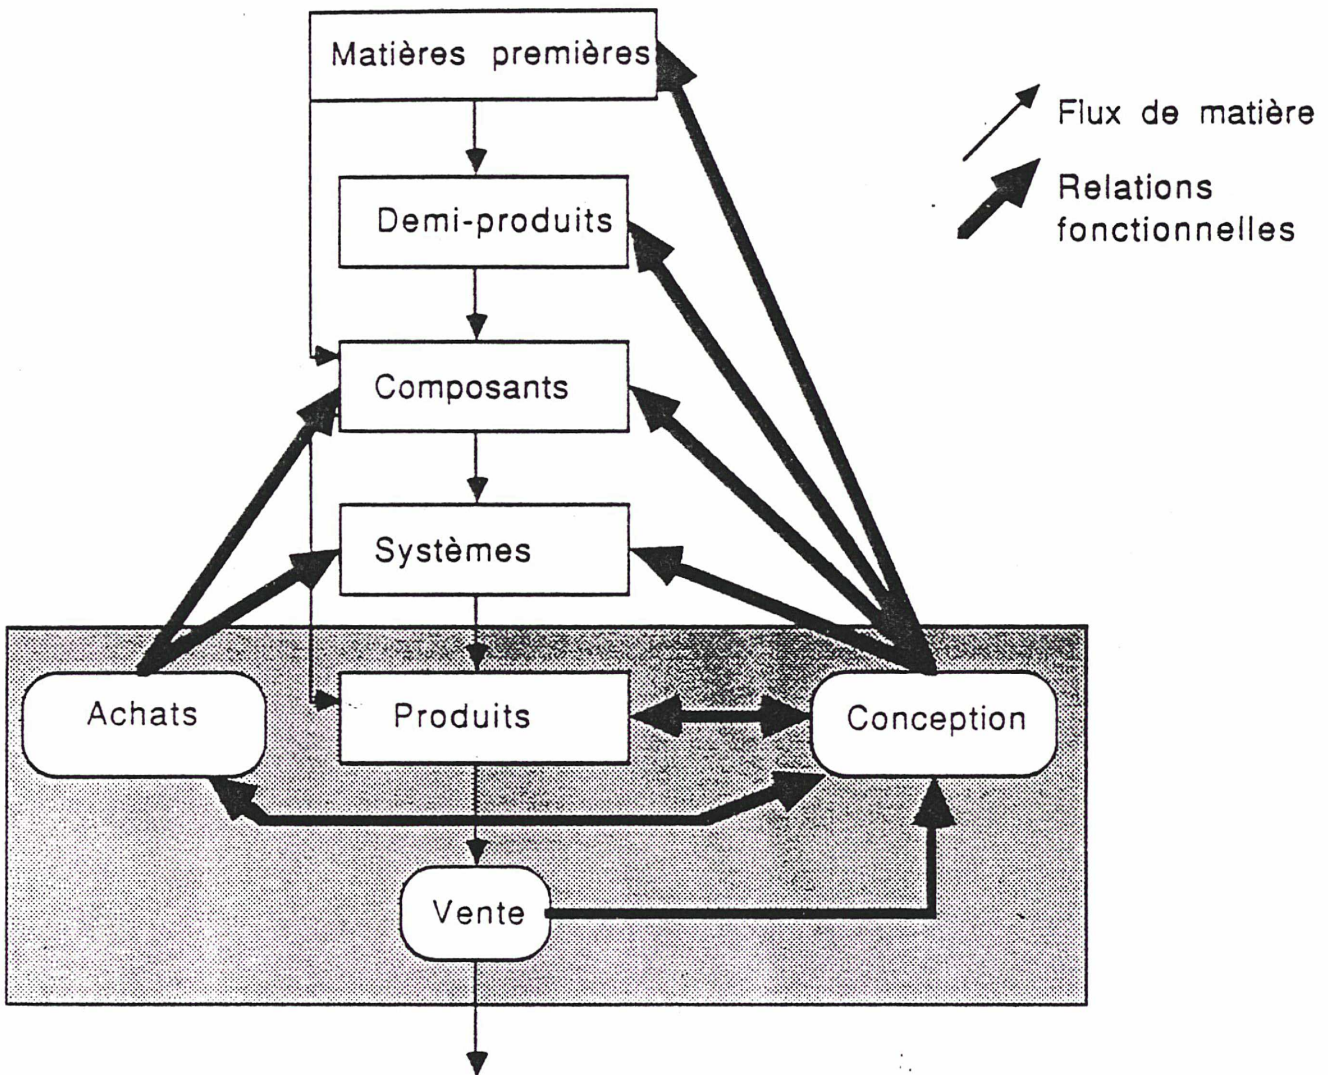 Matières premières
Flux de matière
Relations
fonctionnelles
Demi-produits
Composants
Systèmes
Achats
Produits
Conception
Vente